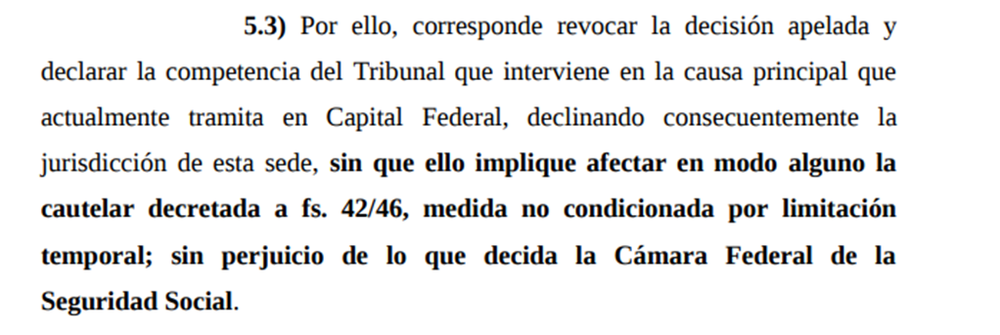 5.3) Por ello, corresponde revocar la decisión apelada y
declarar la competencia del Tribunal que interviene en la causa principal que
actualmente tramita en Capital Federal, declinando consecuentemente la
jurisdicción de esta sede, sin que ello implique afectar en modo alguno la
cautelar decretada a fs. 42/46, medida no condicionada por limitación
temporal; sin perjuicio de lo que decida la Cámara Federal de la
Seguridad Social.